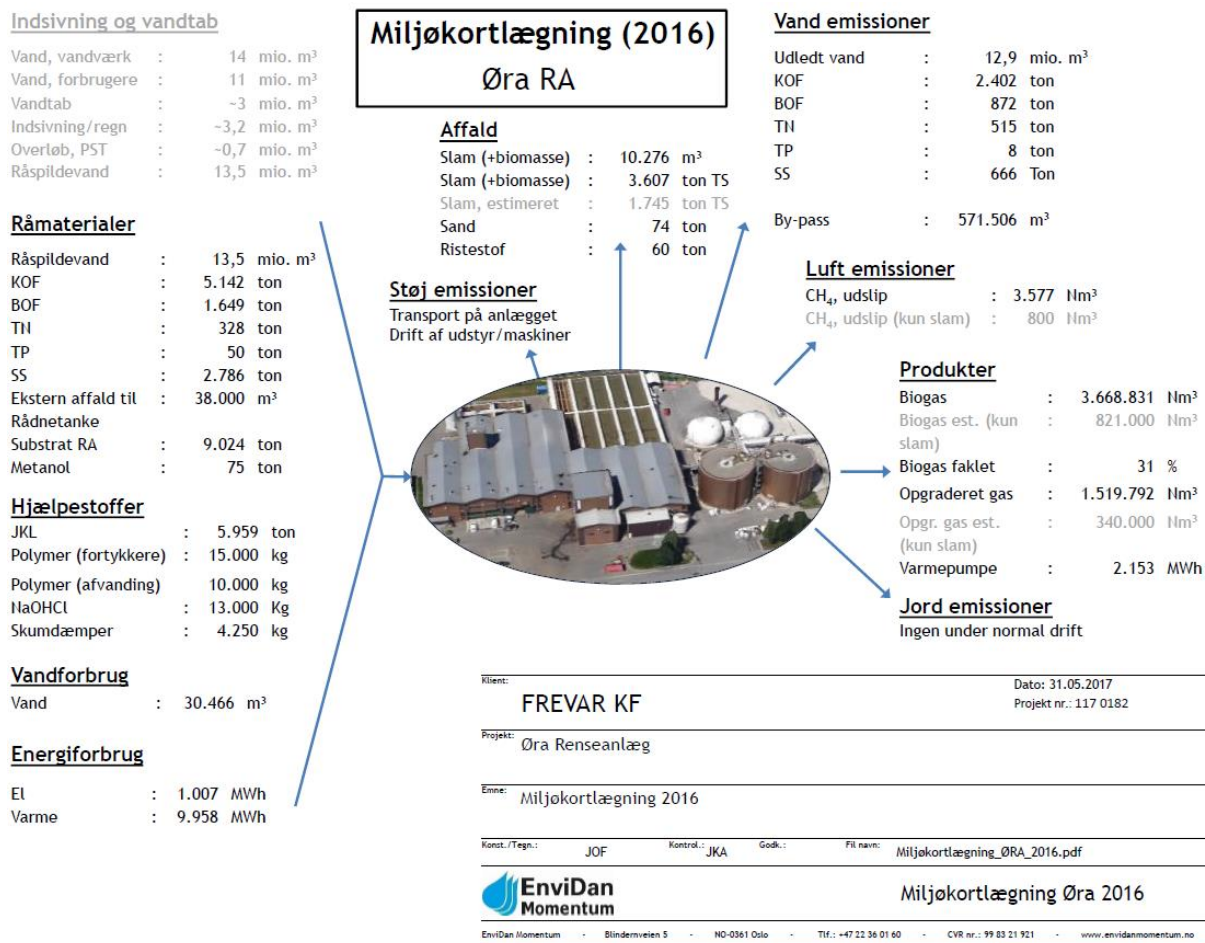 Indsivning og vandtab
Vand, vandværk : 14 mio. m³
Vand, forbrugere : 11 mio. m³
Vandtab : ~3 mio. m³
Indsivning/regn : ~3,2 mio. m³
Overløb, PST : ~0,7 mio. m³
Råspildevand : 13,5 mio. m³
Råmaterialer
Råspildevand : 13,5 mio. m³
KOF : 5.142 ton
BOF : 1.649 ton
TN : 328 ton
TP : 50 ton
SS : 2.786 ton
Ekstern affald til : 38.000 m³
Rådnetanke
Substrat RA : 9.024 ton
Metanol : 75 ton
Hjælpestoffer
JKL : 5.959 ton
Polymer (fortykkere) : 15.000 kg
Polymer (afvanding) 10.000 kg
NaOHCl : 13.000 Kg
Skumdæmper : 4.250 kg
Vandforbrug
Vand : 30.466 m³
Energiforbrug
El : 1.007 MWh
Varme : 9.958 MWh
Miljøkortlægning (2016)
Øra RA
Affald
Slam (+biomasse) : 10.276 m³
Slam (+biomasse) : 3.607 ton TS
Slam, estimeret : 1.745 ton TS
Sand : 74 ton
Ristestof : 60 ton
Støj emissioner
Transport på anlægget
Drift af udstyr/maskiner
Vand emissioner
Udledt vand : 12,9 mio. m³
KOF : 2.402 ton
BOF : 872 ton
TN : 515 ton
TP : 8 ton
SS : 666 Ton
By-pass : 571.506 m³
Luft emissioner
CH₄, udslip : 3.577 Nm³
CH₄, udslip (kun slam) : 800 Nm³
Produkter
Biogas : 3.668.831 Nm³
Biogas est. (kun : 821.000 Nm³
slam)
Biogas faklet : 31 %
Opgraderet gas : 1.519.792 Nm³
Opgr. gas est. : 340.000 Nm³
(kun slam)
Varmepumpe : 2.153 MWh
Jord emissioner
Ingen under normal drift
Klient:
FREVAR KF
Dato: 31.05.2017
Projekt nr.: 117 0182
Projekt:
Øra Renseanlæg
Emne:
Miljøkortlægning 2016
Konst./Tegn.: JOF Kontrol.: JKA Godk.: Fil navn: Miljøkortlægning_ØRA_2016.pdf
EnviDan
Momentum
Miljøkortlægning Øra 2016
EnviDan Momentum - Blindernveien 5 - NO-0361 Oslo - Tlf.: +47 22 36 01 60 - CVR nr.: 99 83 21 921 - www.envidanmomentum.no